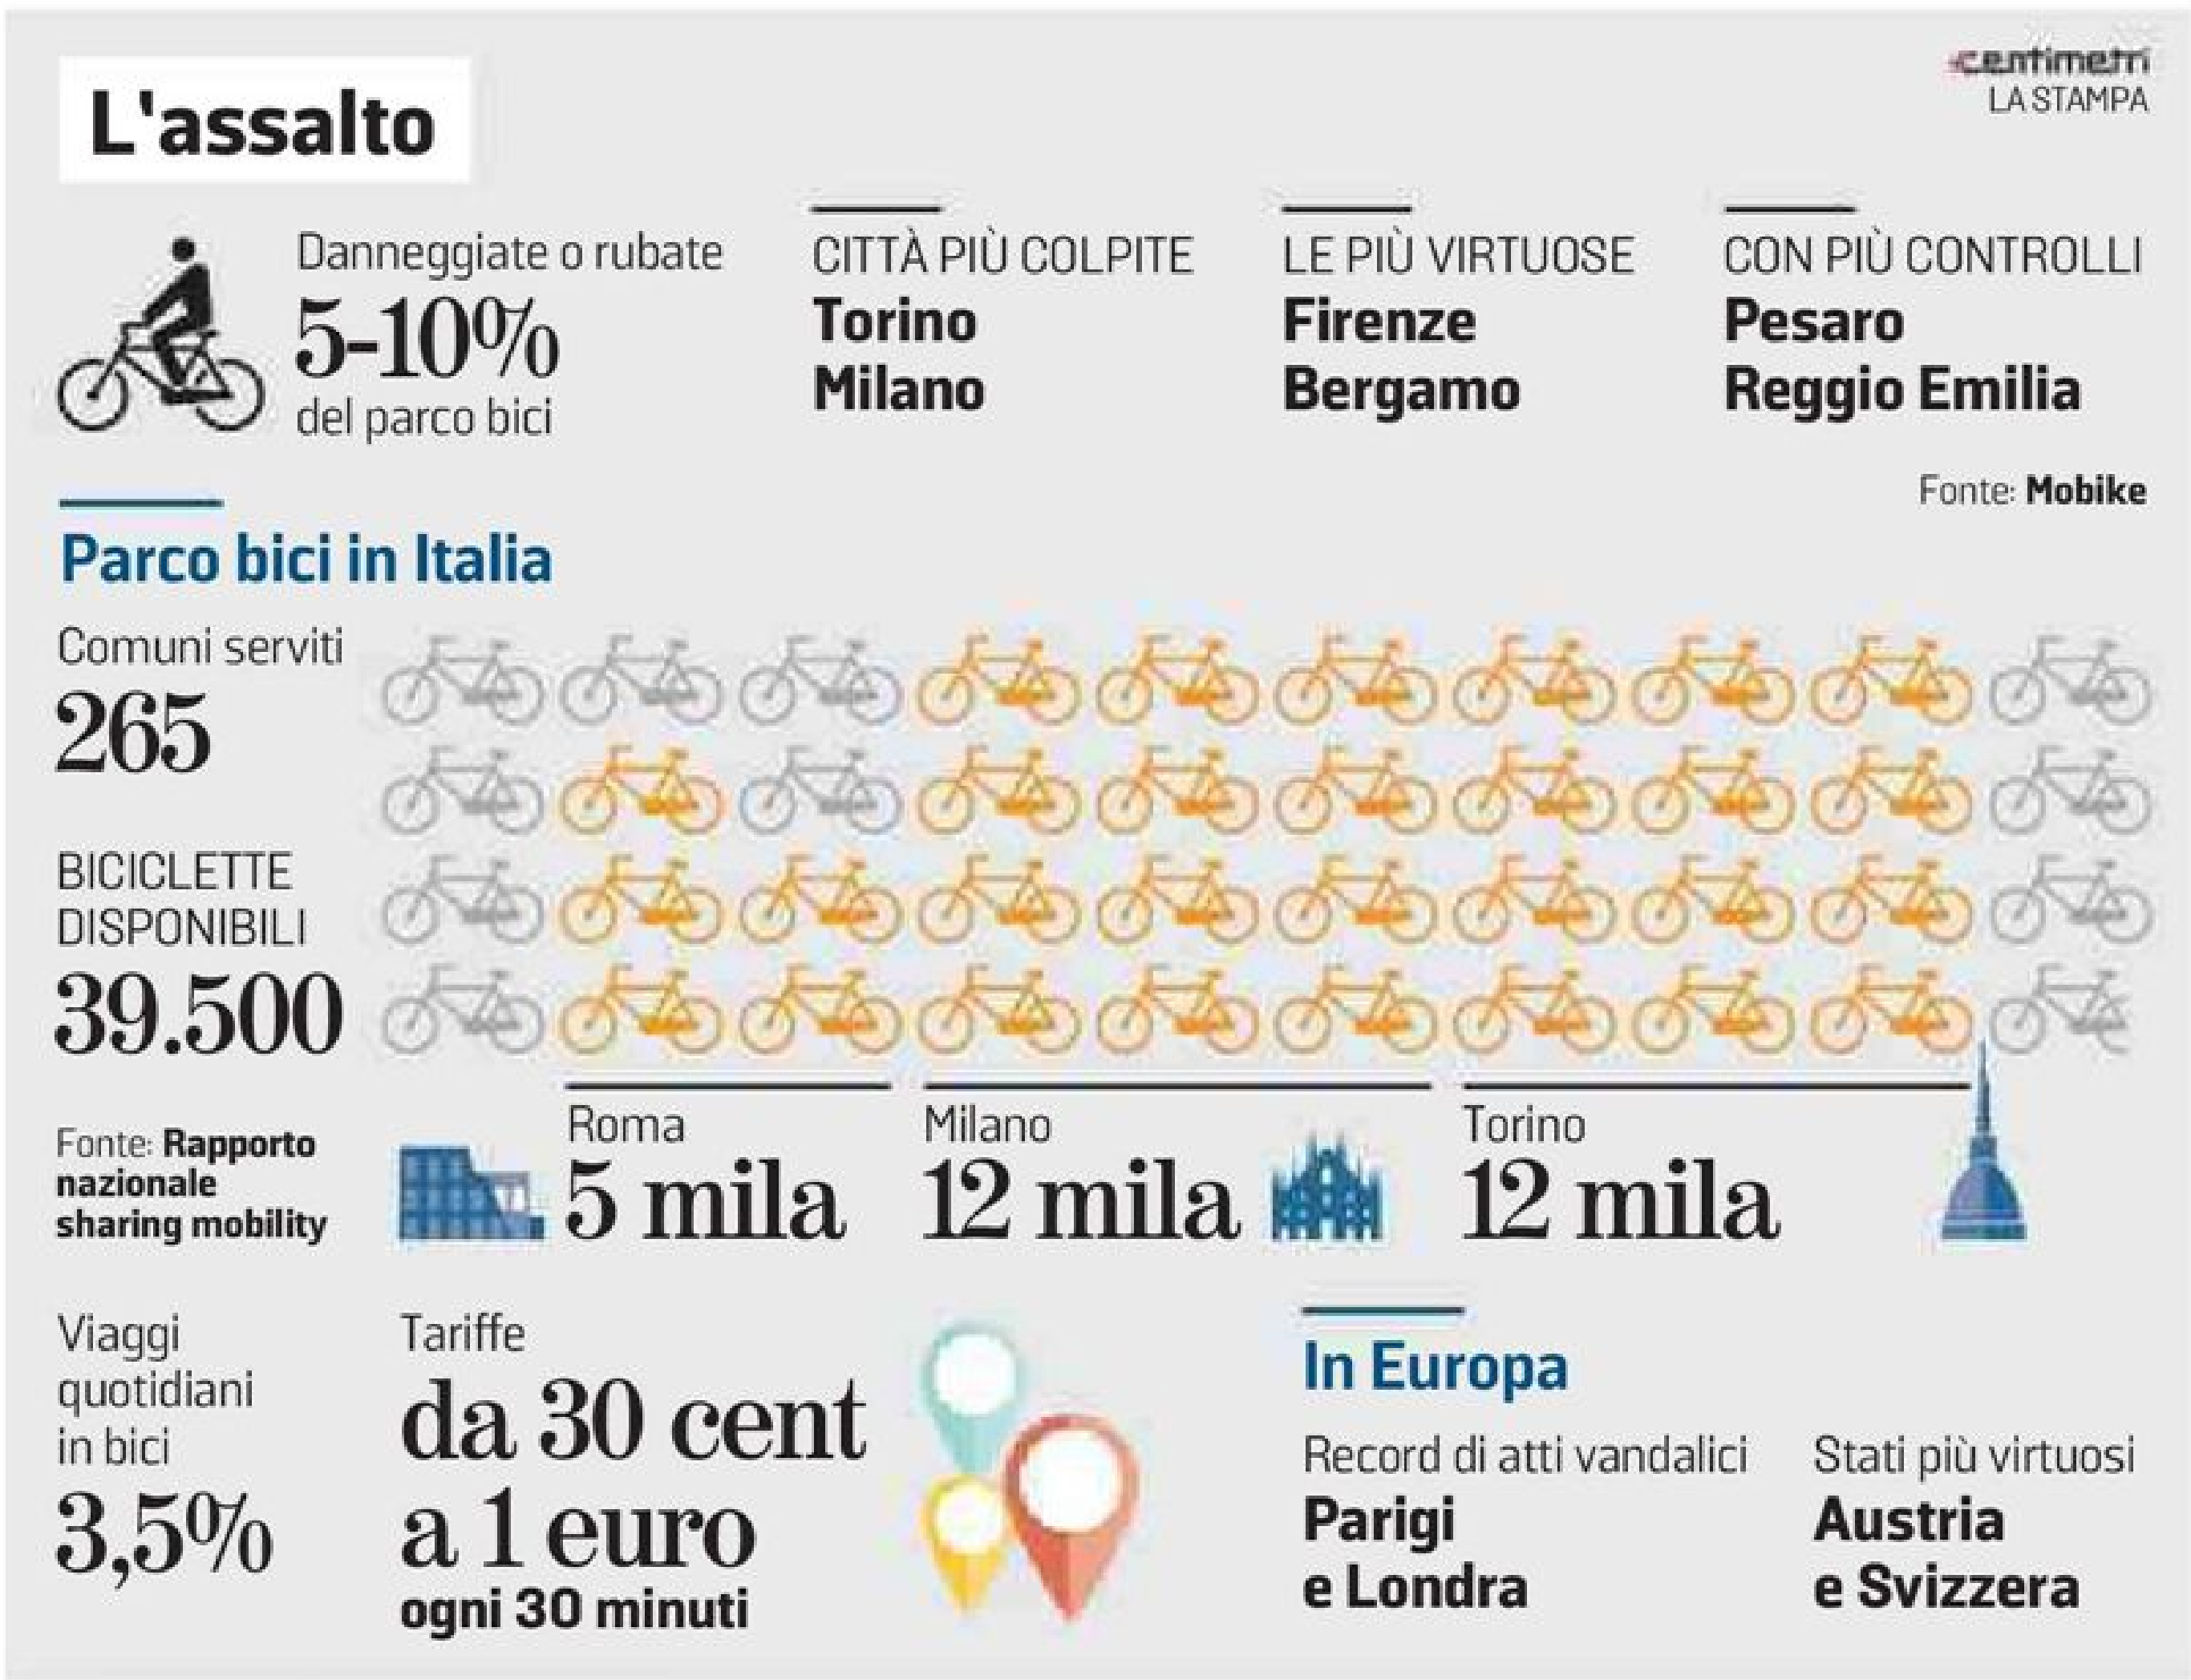 centimetri
LA STAMPA
L'assalto
Danneggiate o rubate
5-10%
del parco bici
CITTÀ PIÙ COLPITE
Torino
Milano
LE PIÙ VIRTUOSE
Firenze
Bergamo
CON PIÙ CONTROLLI
Pesaro
Reggio Emilia
Fonte: Mobike
Parco bici in Italia
Comuni serviti
265
BICICLETTE
DISPONIBILI
39.500
Fonte: Rapporto
nazionale
sharing mobility
Roma
5 mila
Milano
12 mila
Torino
12 mila
Viaggi
quotidiani
in bici
3,5%
Tariffe
da 30 cent
a 1 euro
ogni 30 minuti
In Europa
Record di atti vandalici
Parigi
e Londra
Stati più virtuosi
Austria
e Svizzera